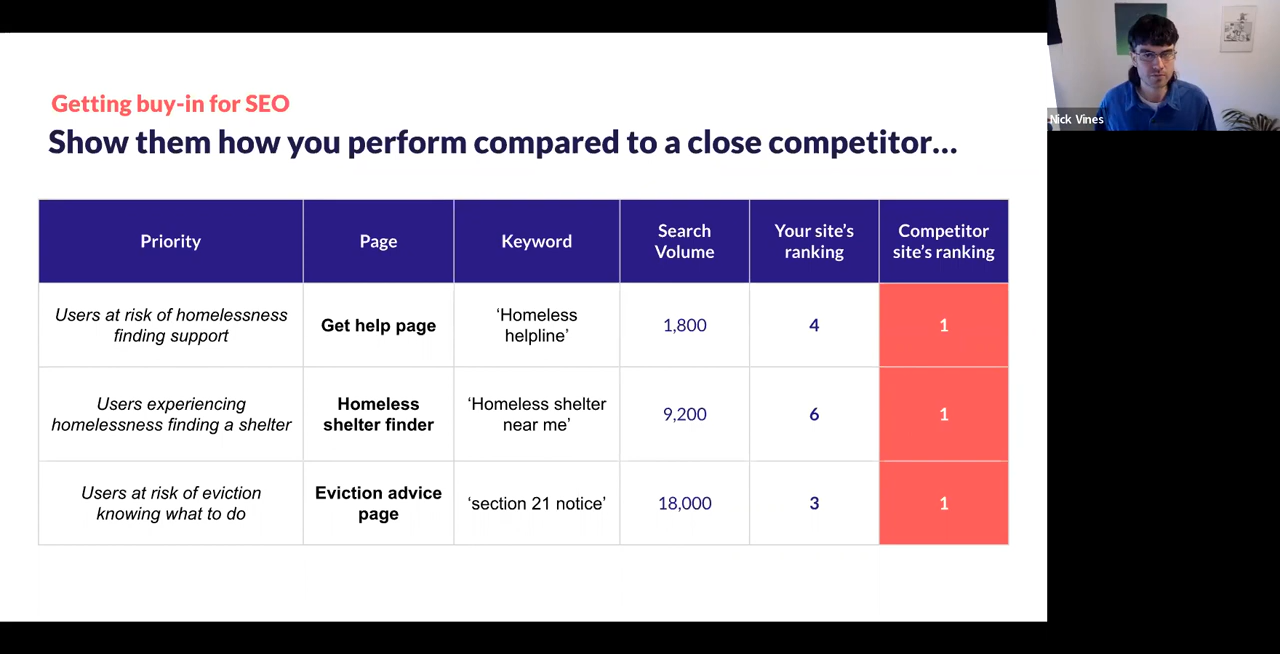 Getting buy-in for SEO
Show them how you perform compared to a close competitor...
Priority
Page
Keyword
Search
Volume
Your site's
ranking
Competitor
site's ranking
Users at risk of homelessness
finding support
Get help page
‘Homeless
helpline’
1,800
4
1
Users experiencing
homelessness finding a shelter
Homeless
shelter finder
‘Homeless shelter
near me’
9,200
6
1
Users at risk of eviction
knowing what to do
Eviction advice
page
‘section 21 notice’
18,000
3
1
Nick Vines